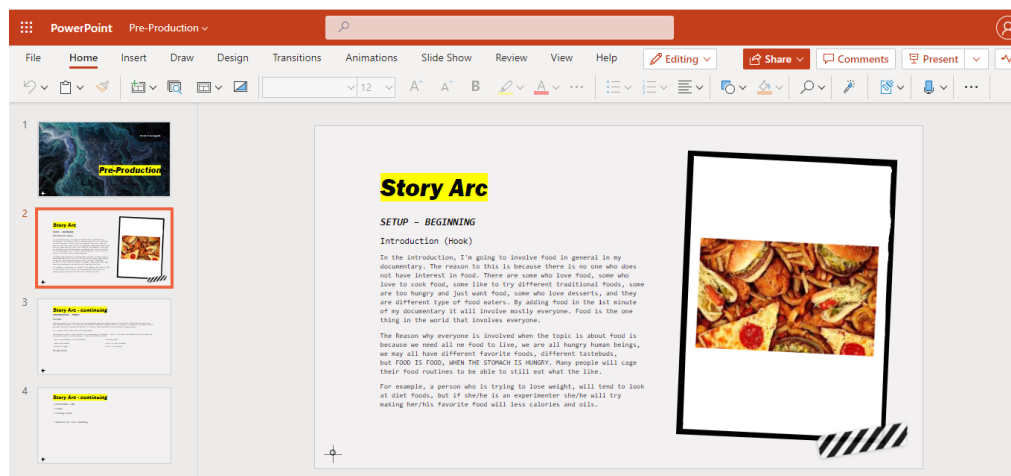 PowerPoint Pre-Production
File Home Insert Draw Design Transitions Animations Slide Show Review View Help Editing Share Comments Present
12 A A B A
1
Pre-Production
2
Story Arc
SETUP – BEGINNING
3
Story Arc - continuing
4
Story Arc - continuing
Story Arc
SETUP – BEGINNING
Introduction (Hook)
In the introduction, I'm going to involve food in general in my
documentary. The reason to this is because there is no one who does
not have interest in food. There are some who love food, some who
love to cook food, some like to try different traditional foods, some
are too hungry and just want food, some who love desserts, and they
are different type of food eaters. By adding food in the 1st minute
of my documentary it will involve mostly everyone. Food is the one
thing in the world that involves everyone.
The Reason why everyone is involved when the topic is about food is
because we need all ne food to live, we are all hungry human beings,
we may all have different favorite foods, different tastebuds,
but FOOD IS FOOD, WHEN THE STOMACH IS HUNGRY. Many people will cage
their food routines to be able to still eat what the like.
For example, a person who is trying to lose weight, will tend to look
at diet foods, but if she/he is an experimenter she/he will try
making her/his favorite food will less calories and oils.